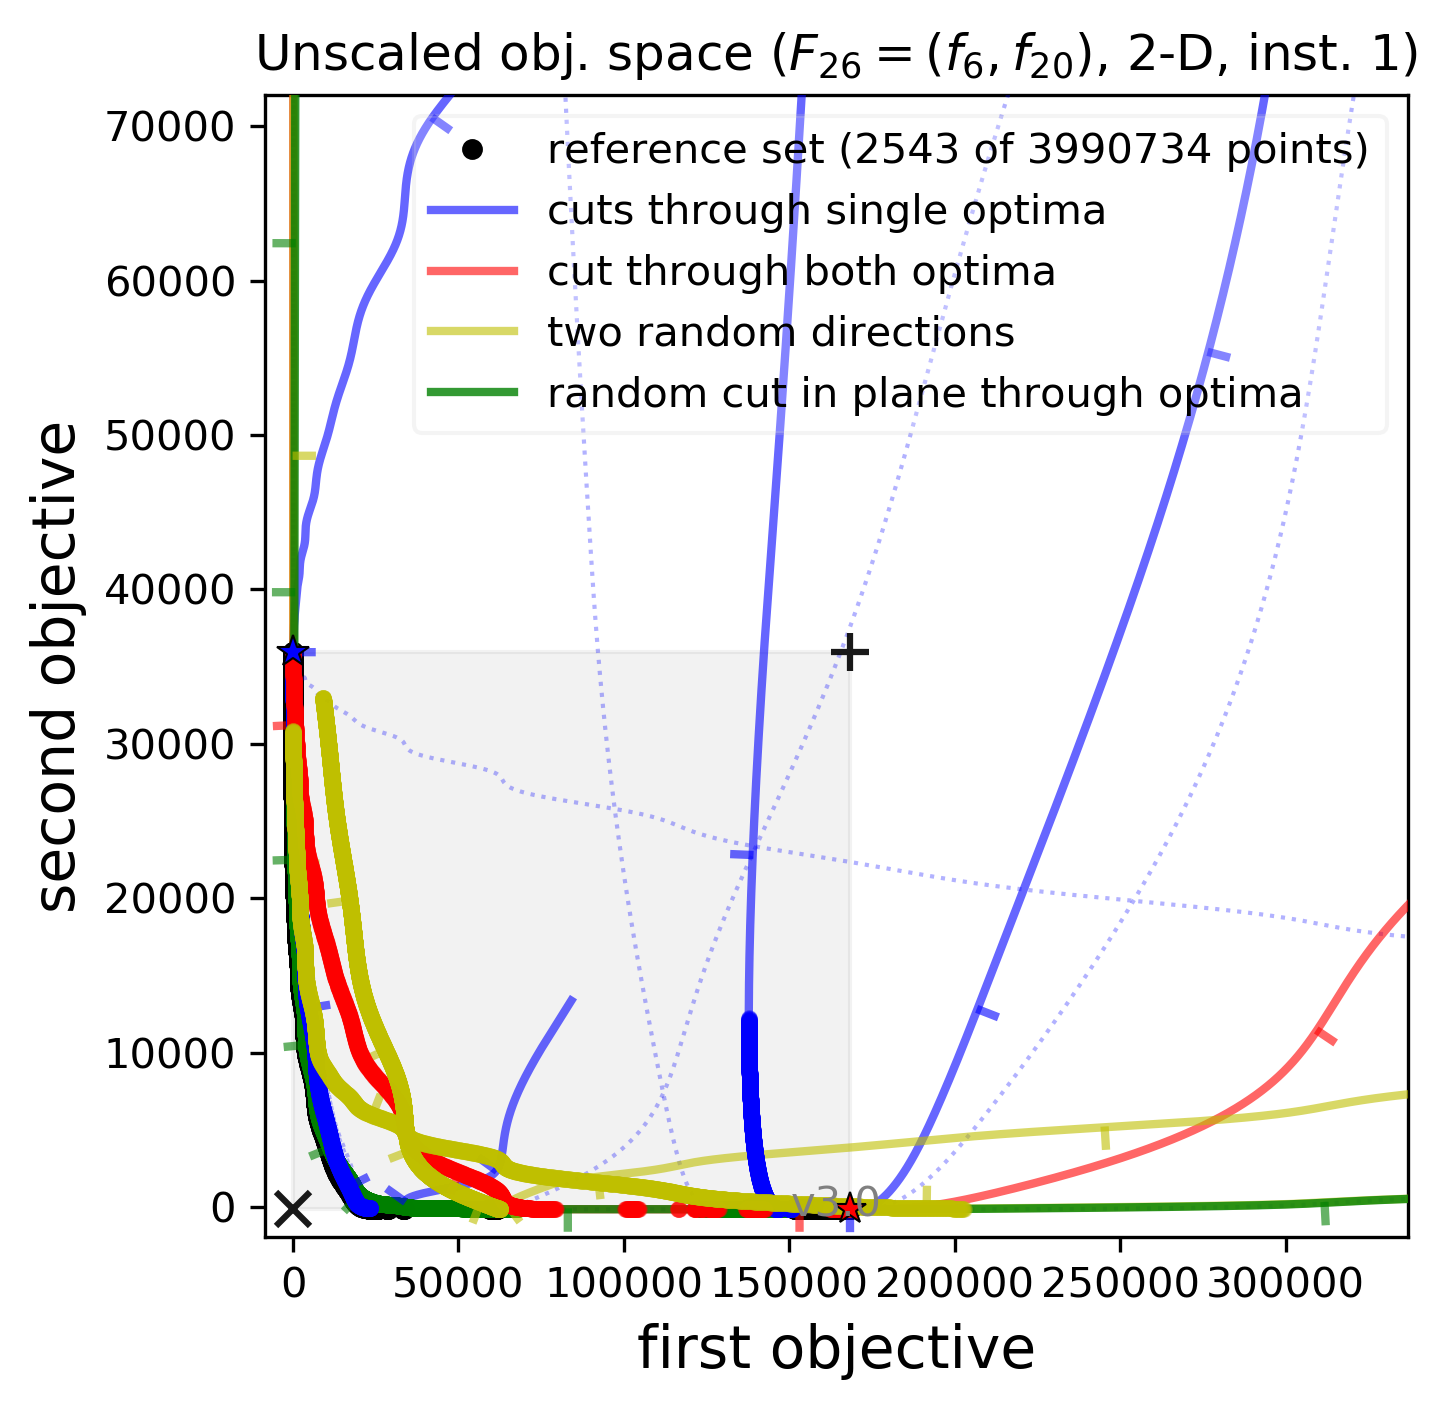 Unscaled obj. space (F₂₆ = (f₆, f₂₀), 2-D, inst. 1)
70000
60000
50000
40000
30000
20000
10000
0
second objective
reference set (2543 of 3990734 points)
cuts through single optima
cut through both optima
two random directions
random cut in plane through optima
v3.0
0
50000
100000
150000
200000
250000
300000
first objective